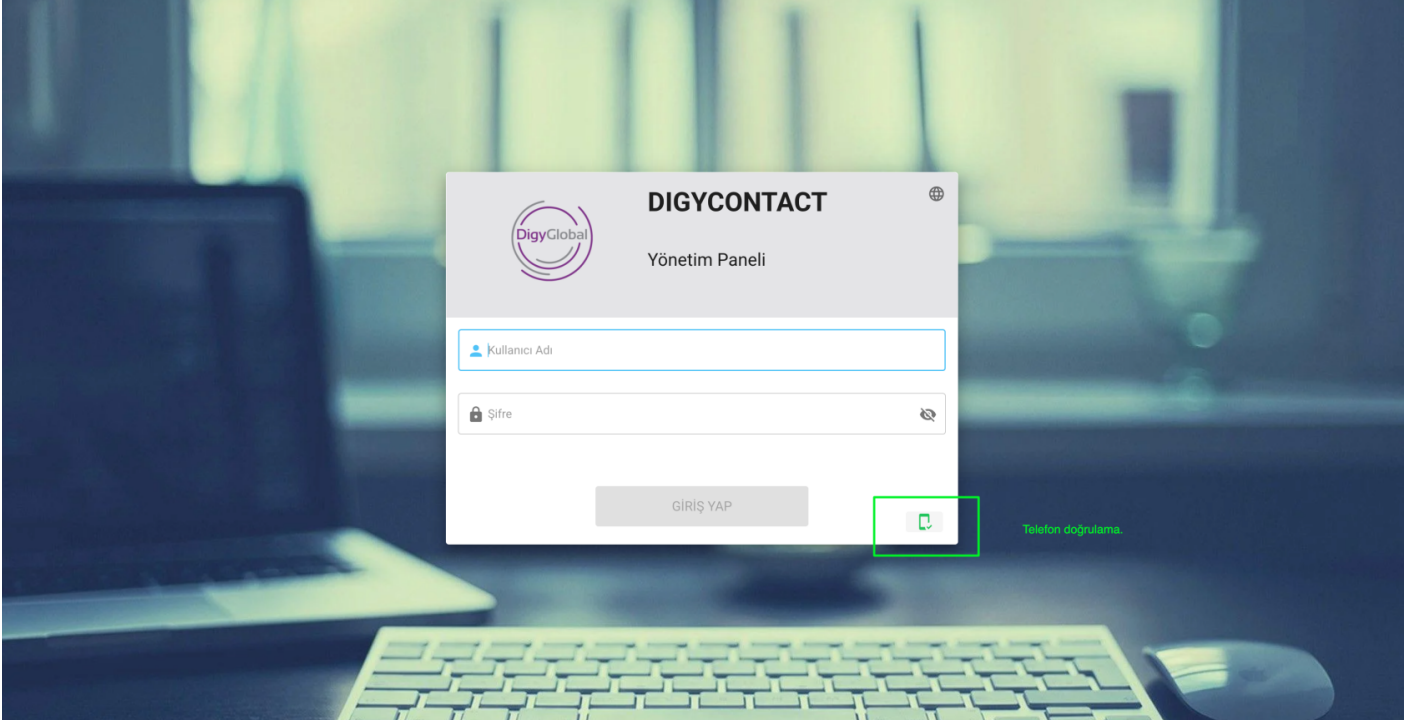 DIGYCONTACT
DigyGlobal
Yönetim Paneli
Kullanıcı Adı
Şifre
GİRİŞ YAP
Telefon doğrulama.